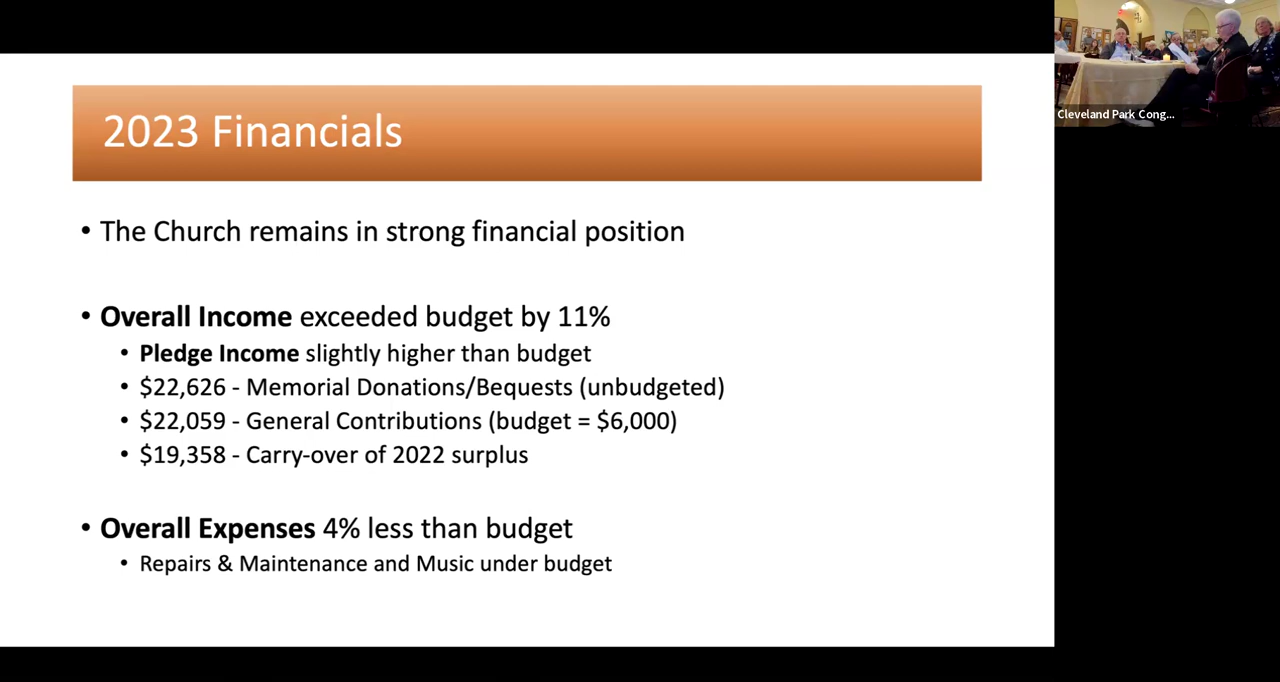 2023 Financials
• The Church remains in strong financial position
• Overall Income exceeded budget by 11%
• Pledge Income slightly higher than budget
• $22,626 - Memorial Donations/Bequests (unbudgeted)
• $22,059 - General Contributions (budget = $6,000)
• $19,358 - Carry-over of 2022 surplus
• Overall Expenses 4% less than budget
• Repairs & Maintenance and Music under budget
Cleveland Park Cong...